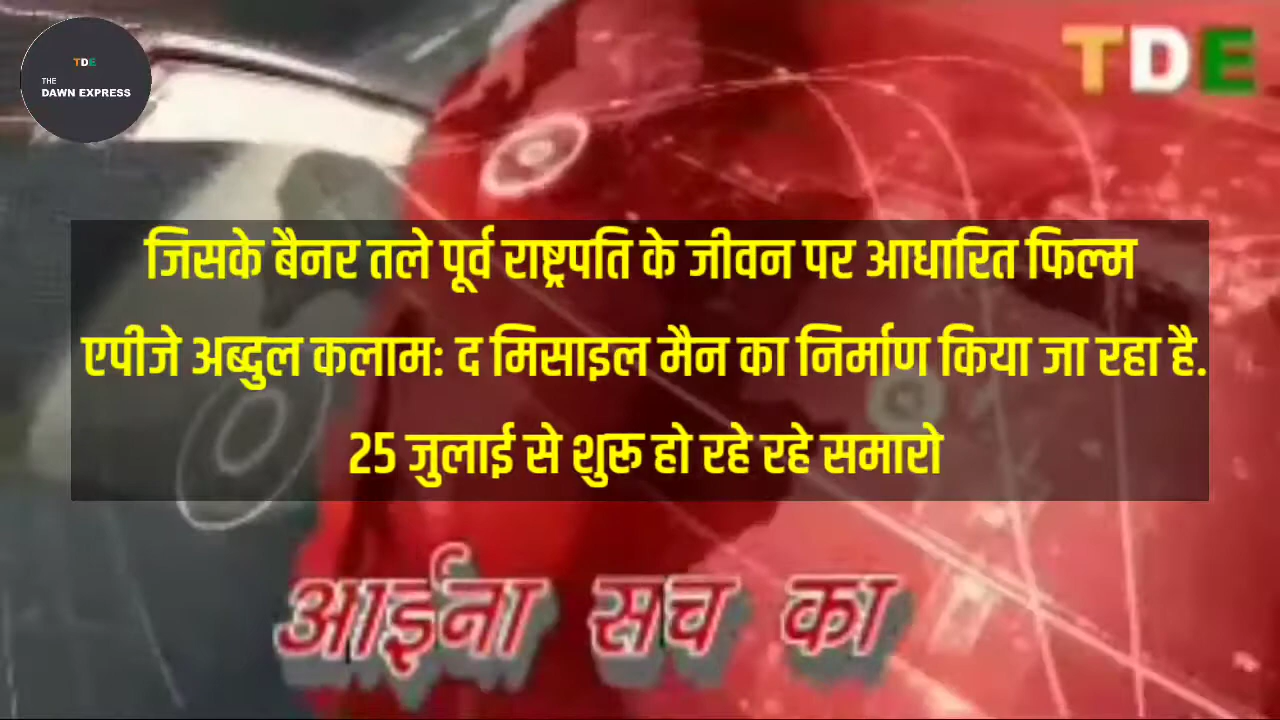 TDE
THE
DAWN EXPRESS
TDE
जिसके बैनर तले पूर्व राष्ट्रपति के जीवन पर आधारित फिल्म
एपीजे अब्दुल कलाम: द मिसाइल मैन का निर्माण किया जा रहा है.
25 जुलाई से शुरू हो रहे रहे समारो
आईना सच का